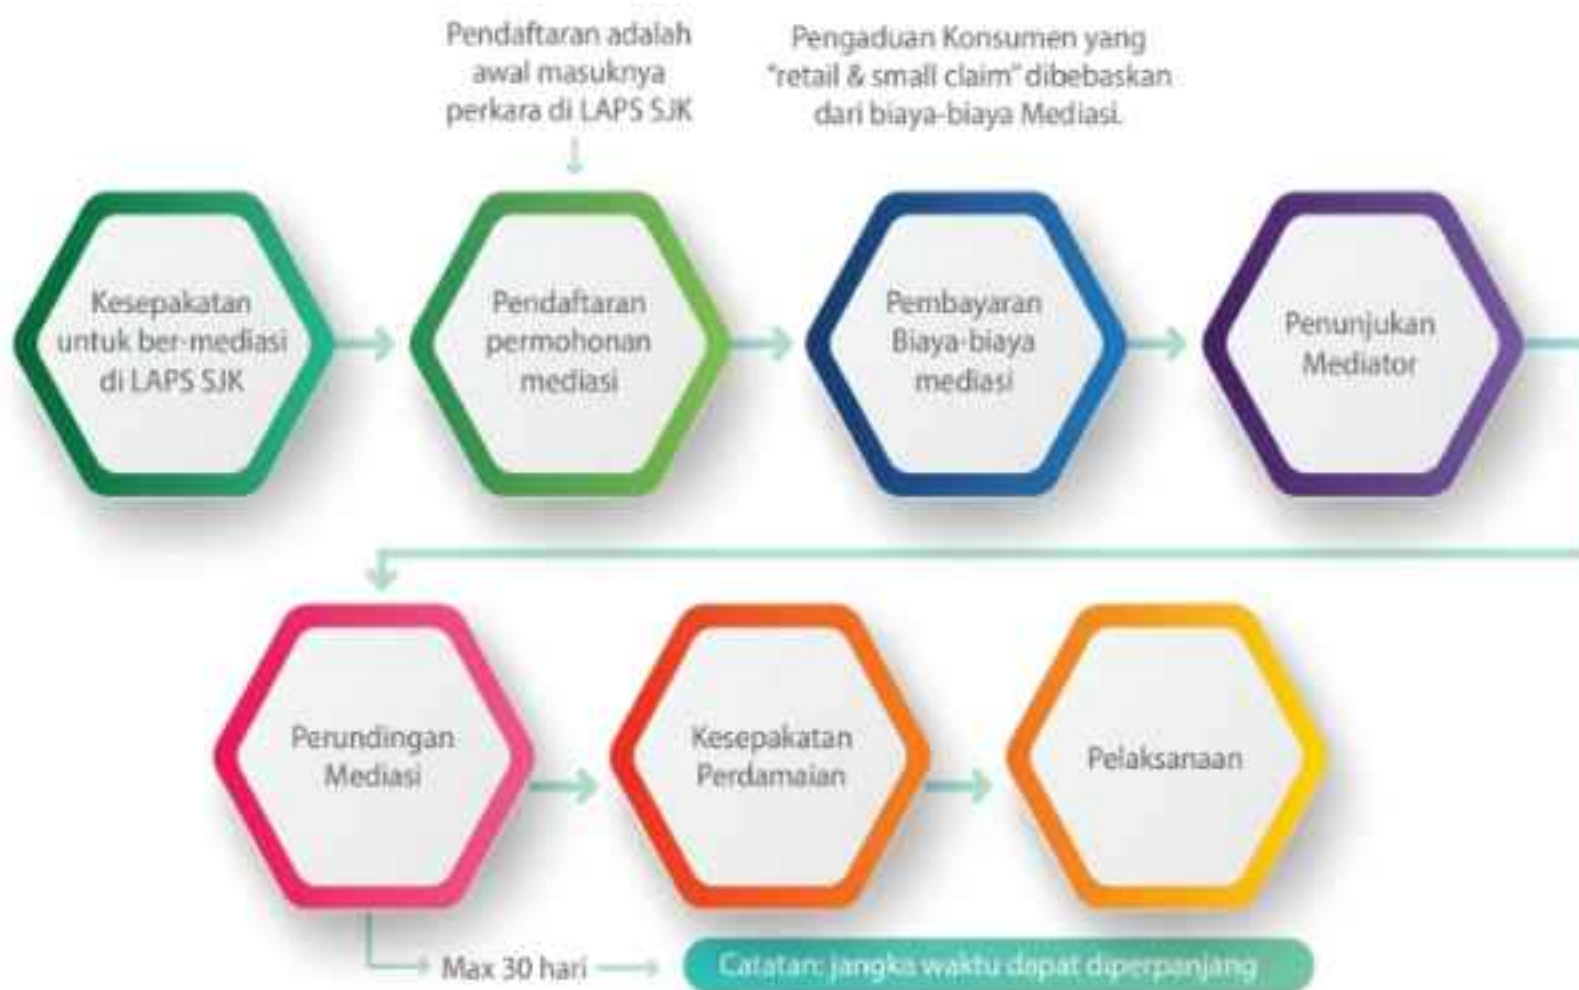 Pendaftaran adalah
awal masuknya
perkara di LAPS SJK
Pengaduan Konsumen yang
"retail & small claim" dibebaskan
dari biaya-biaya Mediasi.
Kesepakatan
untuk ber-mediasi
di LAPS SJK
Pendaftaran
permohonan
mediasi
Pembayaran
Biaya-biaya
mediasi
Penunjukan
Mediator
Perundingan
Mediasi
Kesepakatan
Perdamaian
Pelaksanaan
Max 30 hari
Catatan: jangka waktu dapat diperpanjang